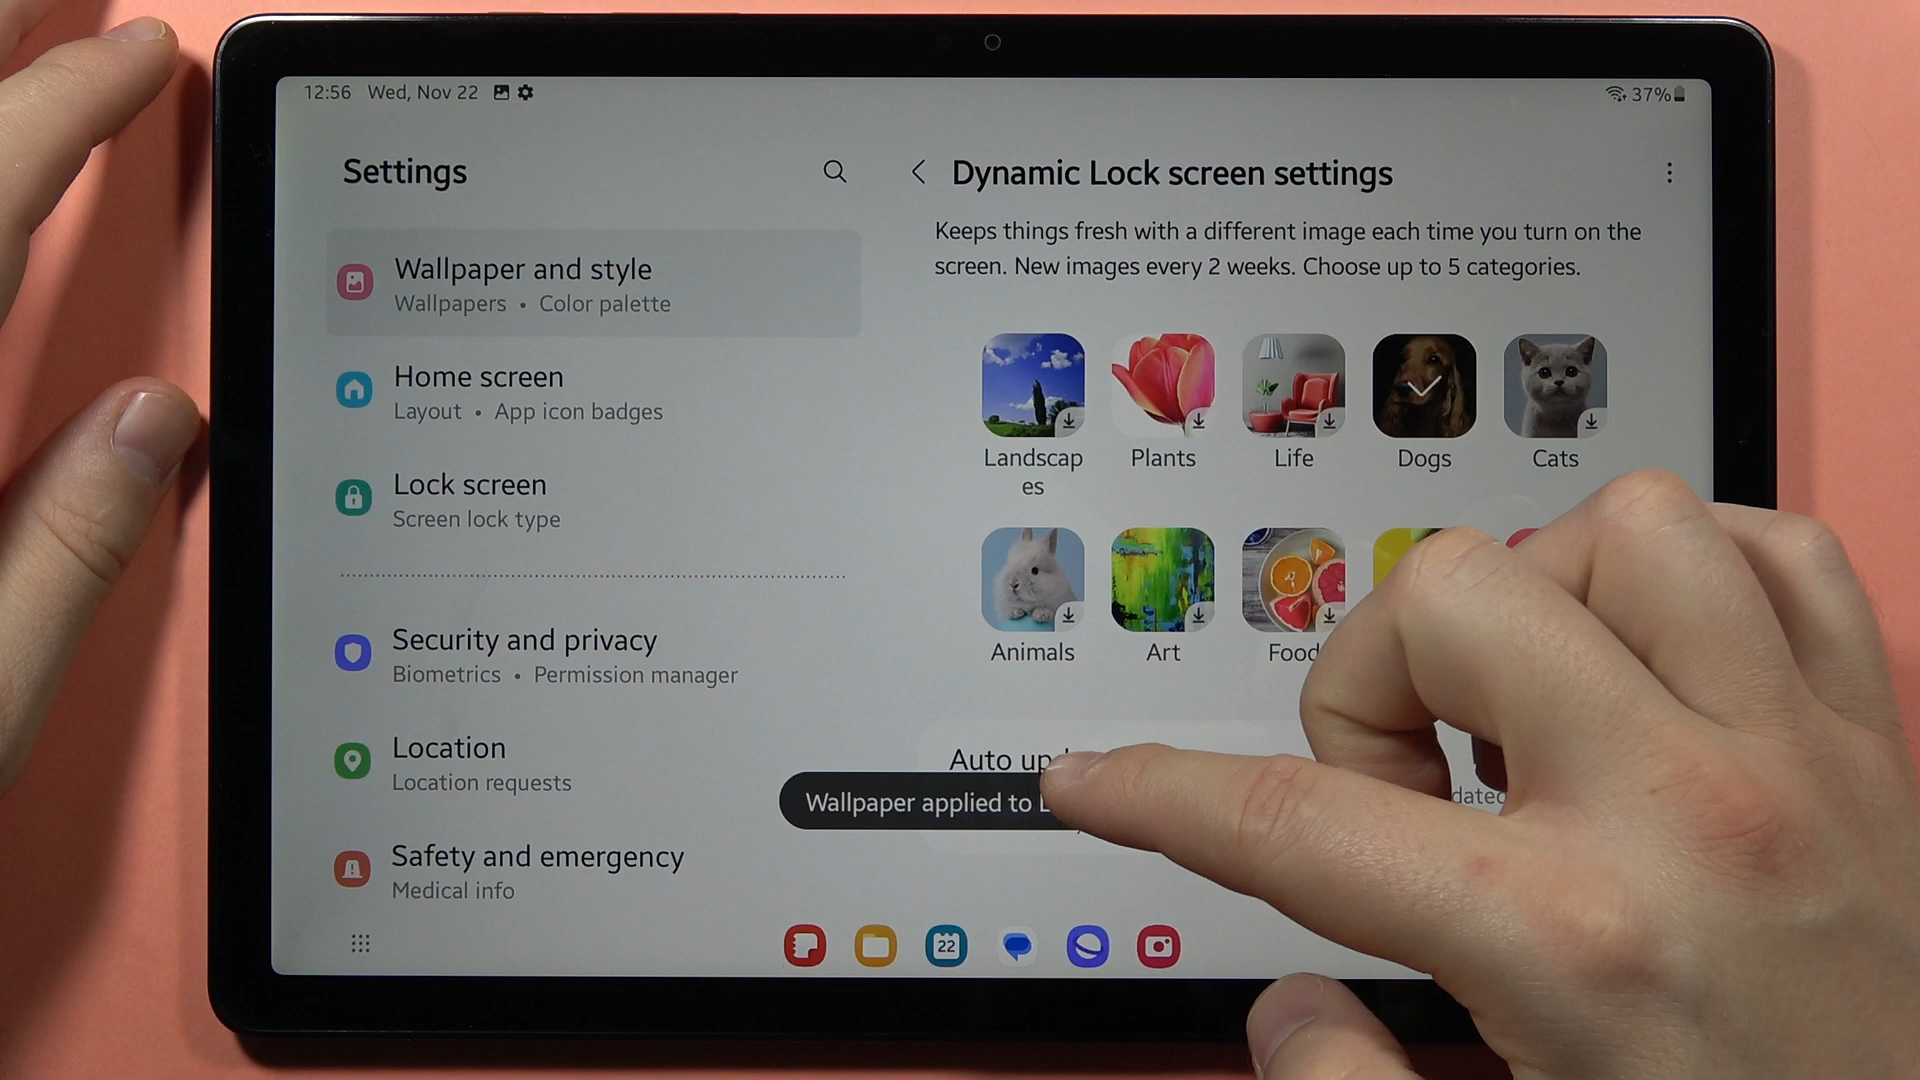 12:56 Wed, Nov 22
37%
Settings
Wallpaper and style
Wallpapers • Color palette
Home screen
Layout • App icon badges
Lock screen
Screen lock type
Security and privacy
Biometrics • Permission manager
Location
Location requests
Safety and emergency
Medical info
Dynamic Lock screen settings
Keeps things fresh with a different image each time you turn on the
screen. New images every 2 weeks. Choose up to 5 categories.
Landscap
es
Plants
Life
Dogs
Cats
Animals
Art
Food
Auto
Wallpaper applied to
22